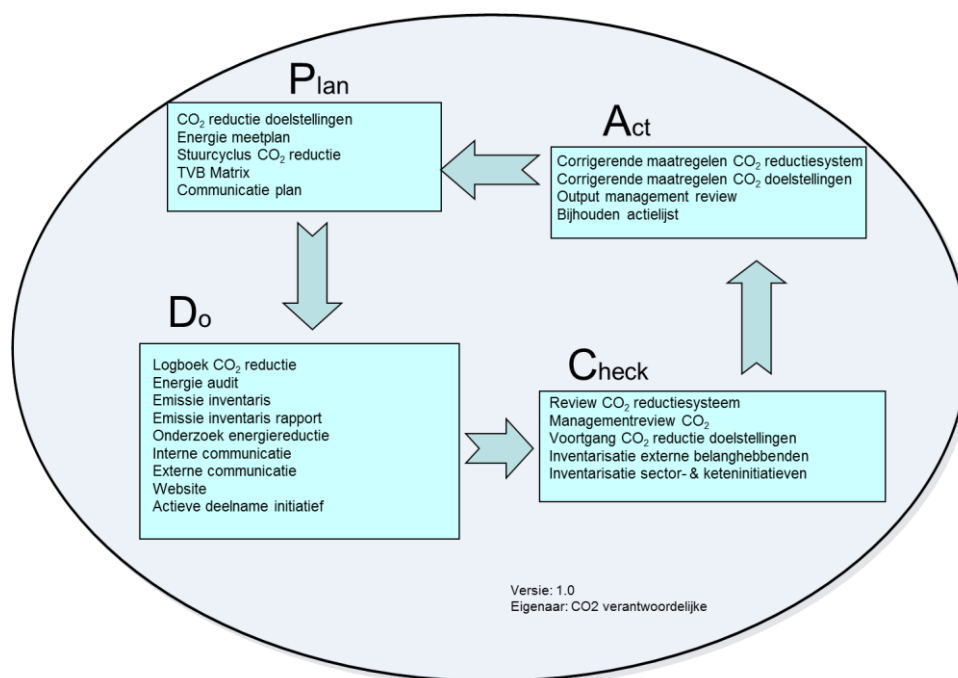 Plan
CO₂ reductie doelstellingen
Energie meetplan
Stuurcyclus CO₂ reductie
TVB Matrix
Communicatie plan
Do
Logboek CO₂ reductie
Energie audit
Emissie inventaris
Emissie inventaris rapport
Onderzoek energiereductie
Interne communicatie
Externe communicatie
Website
Actieve deelname initiatief
Check
Review CO₂ reductiesysteem
Managementreview CO₂
Voortgang CO₂ reductie doelstellingen
Inventarisatie externe belanghebbenden
Inventarisatie sector- & keteninitiatieven
Act
Corrigerende maatregelen CO₂ reductiesystem
Corrigerende maatregelen CO₂ doelstellingen
Output management review
Bijhouden actielijst
Versie: 1.0
Eigenaar: CO2 verantwoordelijke